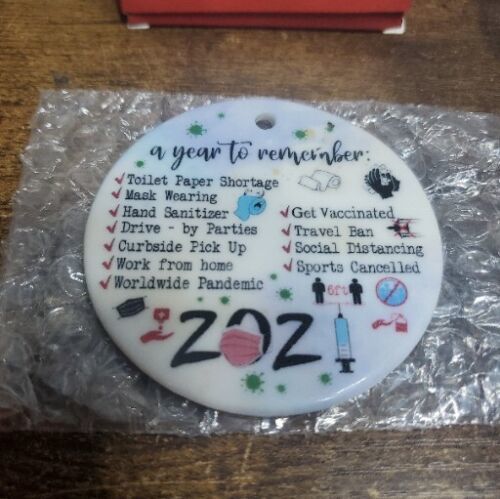 a year to remember:
Toilet Paper Shortage
Mask Wearing
Hand Sanitizer
Drive - by Parties
Curbside Pick Up
Work from home
Worldwide Pandemic
Get Vaccinated
Travel Ban
Social Distancing
Sports Cancelled
6ft
2021